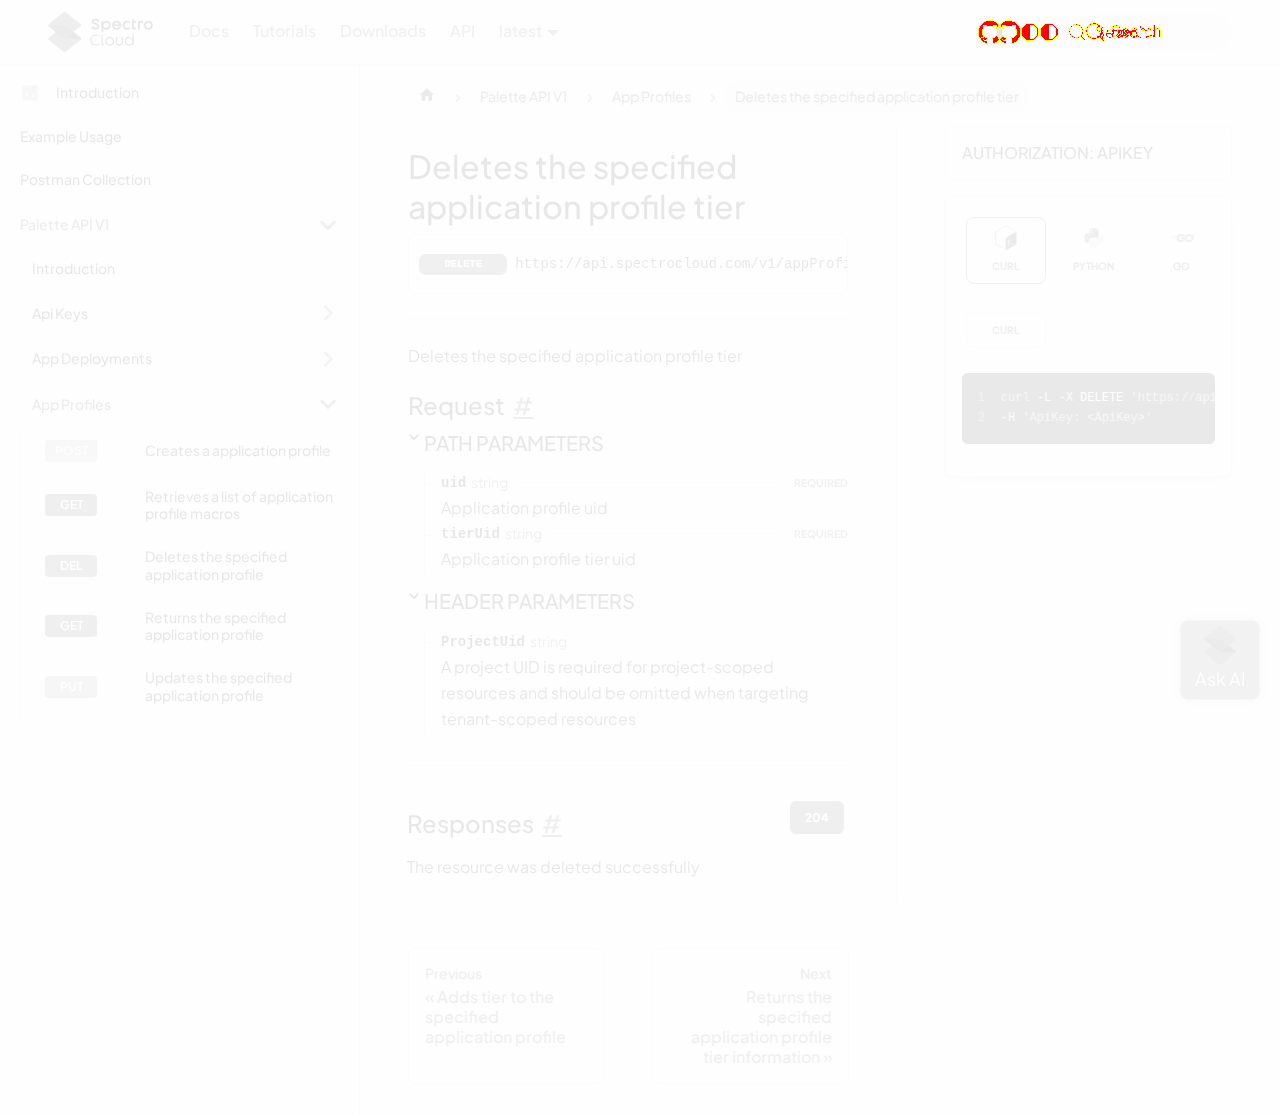 Spectro Cloud
Docs Tutorials Downloads API latest
Introduction
Example Usage
Postman Collection
Palette API V1
Introduction
Api Keys
App Deployments
App Profiles
POST Creates a application profile
GET Retrieves a list of application
profile macros
DEL Deletes the specified
application profile
GET Returns the specified
application profile
PUT Updates the specified
application profile
Palette API V1 App Profiles Deletes the specified application profile tier
Deletes the specified
application profile tier
DELETE https://api.spectrocloud.com/v1/appProfi
Deletes the specified application profile tier
Request #
PATH PARAMETERS
uid string REQUIRED
Application profile uid
tierUid string REQUIRED
Application profile tier uid
HEADER PARAMETERS
ProjectUid string
A project UID is required for project-scoped
resources and should be omitted when targeting
tenant-scoped resources
Responses # 204
The resource was deleted successfully
Previous
« Adds tier to the
specified
application profile
Next
Returns the
specified
application profile
tier information »
AUTHORIZATION: APIKEY
CURL PYTHON GO
GO
CURL
1 curl -L -X DELETE 'https://api
2 -H 'ApiKey: <ApiKey>'
Ask AI